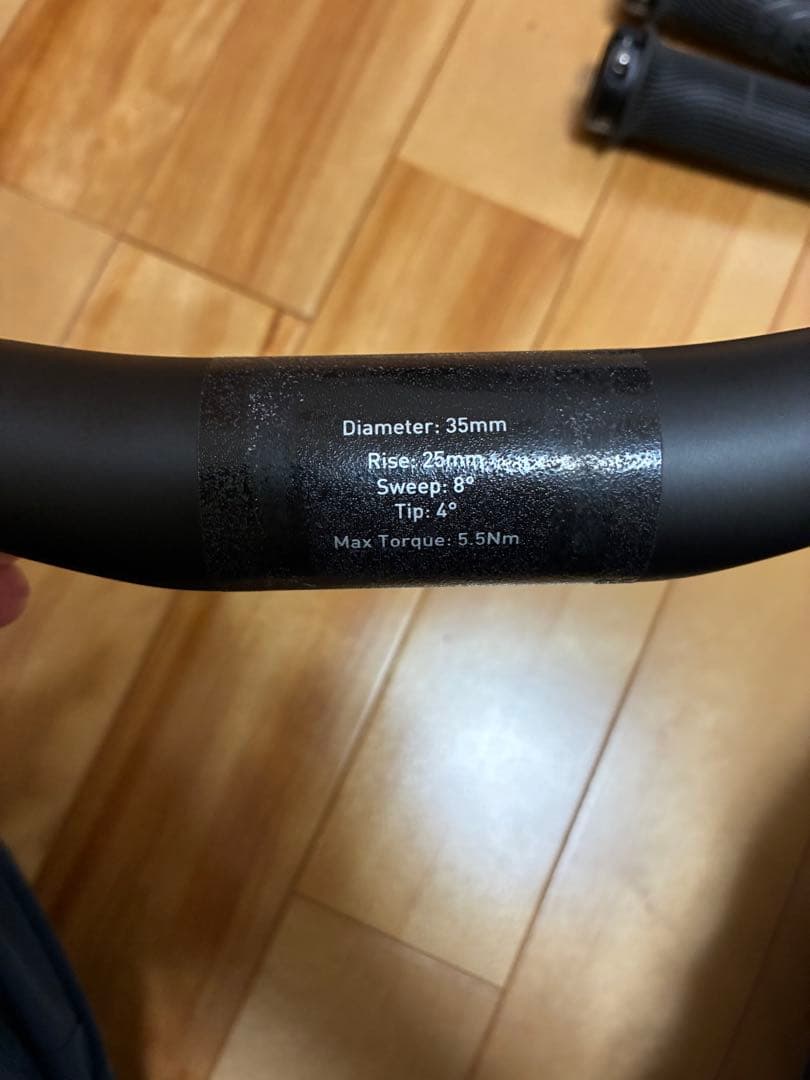 Diameter: 35mm
Rise: 25mm
Sweep: 8°
Tip: 4°
Max Torque: 5.5Nm